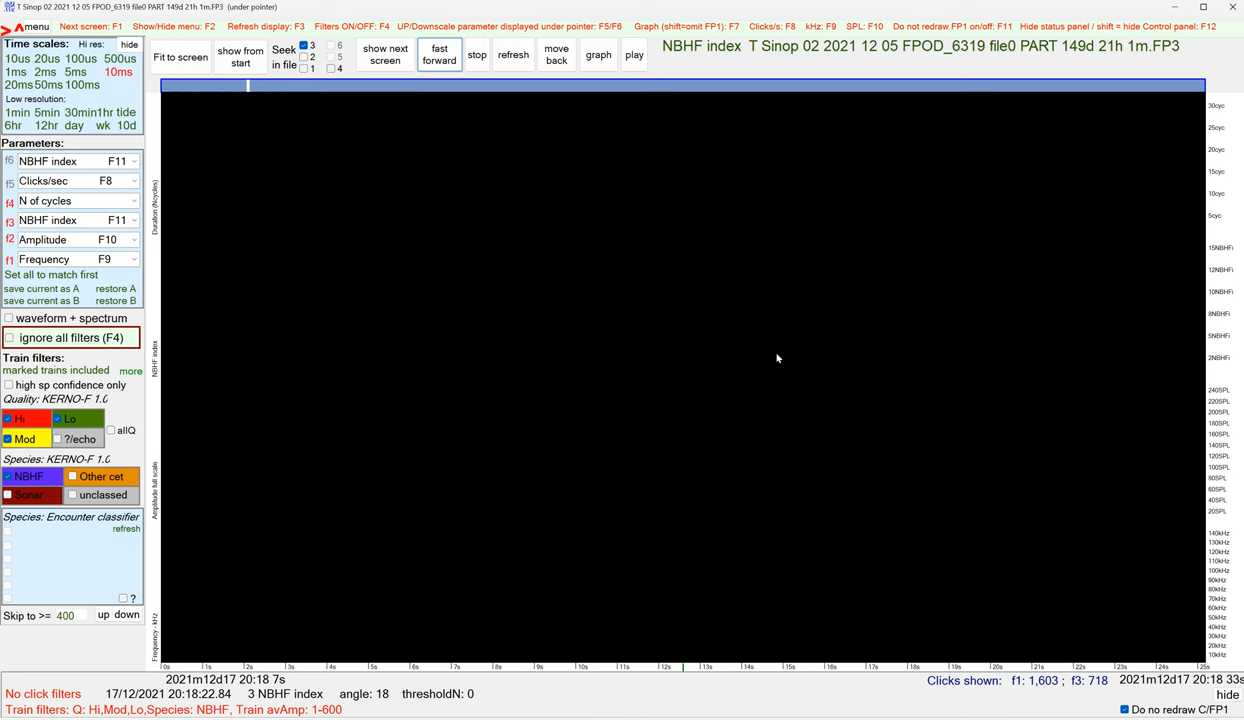 T Sinop 02 2021 12 05 FPOD_6319 file0 PART 149d 21h 1m.FP3 (under pointer)
menu Next screen: F1 Show/Hide menu: F2 Refresh display: F3 Filters ON/OFF: F4 UP/Downscale parameter displayed under pointer: F5/F6 Graph (shift=omit FP1): F7 Clicks/s: F8 kHz: F9 SPL: F10 Do not redraw FP1 on/off: F11 Hide status panel / shift = hide Control panel: F12
Time scales: Hi res: hide
10us 20us 100us 500us
1ms 2ms 5ms 10ms
20ms 50ms 100ms
Low resolution:
1min 5min 30min 1hr tide
6hr 12hr day wk 10d
Fit to screen
show from start
Seek in file
3 6
2 5
1 4
show next screen
fast forward
stop
refresh
move back
graph
play
NBHF index T Sinop 02 2021 12 05 FPOD_6319 file0 PART 149d 21h 1m.FP3
Parameters:
f6 NBHF index F11
f5 Clicks/sec F8
f4 N of cycles
f3 NBHF index F11
f2 Amplitude F10
f1 Frequency F9
Set all to match first
save current as A restore A
save current as B restore B
waveform + spectrum
ignore all filters (F4)
Train filters:
marked trains included more
high sp confidence only
Quality: KERNO-F 1.0
Hi Lo
allQ
Mod ?/echo
Species: KERNO-F 1.0
NBHF Other cet
Sonar unclassed
Species: Encounter classifier
refresh
?
Skip to >= 400 up down
Duration (Ncycles)
NBHF index
Amplitude full scale
Frequency - kHz
30cyc
25cyc
20cyc
15cyc
10cyc
5cyc
15NBHFi
12NBHFi
10NBHFi
8NBHFi
5NBHFi
2NBHFi
240SPL
220SPL
200SPL
180SPL
160SPL
140SPL
120SPL
100SPL
80SPL
60SPL
40SPL
20SPL
140kHz
130kHz
120kHz
110kHz
100kHz
90kHz
80kHz
70kHz
60kHz
50kHz
40kHz
30kHz
20kHz
10kHz
0s 1s 2s 3s 4s 5s 6s 7s 8s 9s 10s 11s 12s 13s 14s 15s 16s 17s 18s 19s 20s 21s 22s 23s 24s 25s
2021m12d17 20:18 7s
Clicks shown: f1: 1,603 ; f3: 718 2021m12d17 20:18 33s
No click filters 17/12/2021 20:18:22.84 3 NBHF index angle: 18 thresholdN: 0
hide
Train filters: Q: Hi,Mod,Lo,Species: NBHF, Train avAmp: 1-600
Do no redraw C/FP1